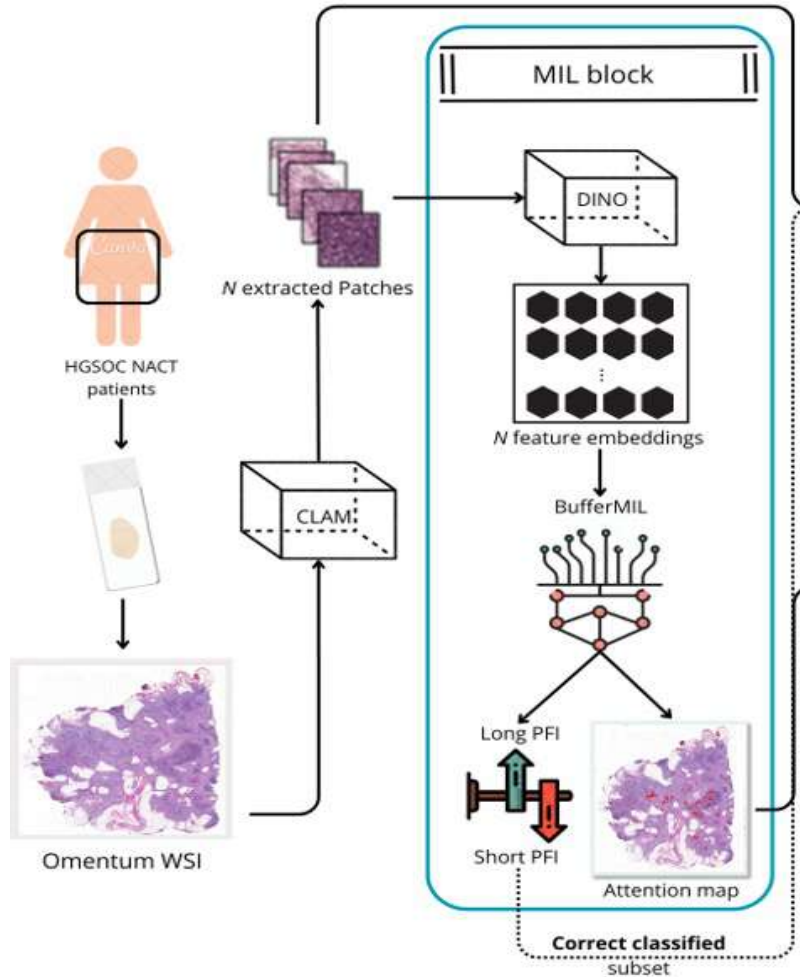 MIL block
DINO
N extracted Patches
Canva
HGSOC NACT
patients
N feature embeddings
CLAM
BufferMIL
Long PFI
Short PFI
Omentum WSI
Attention map
Correct classified
subset